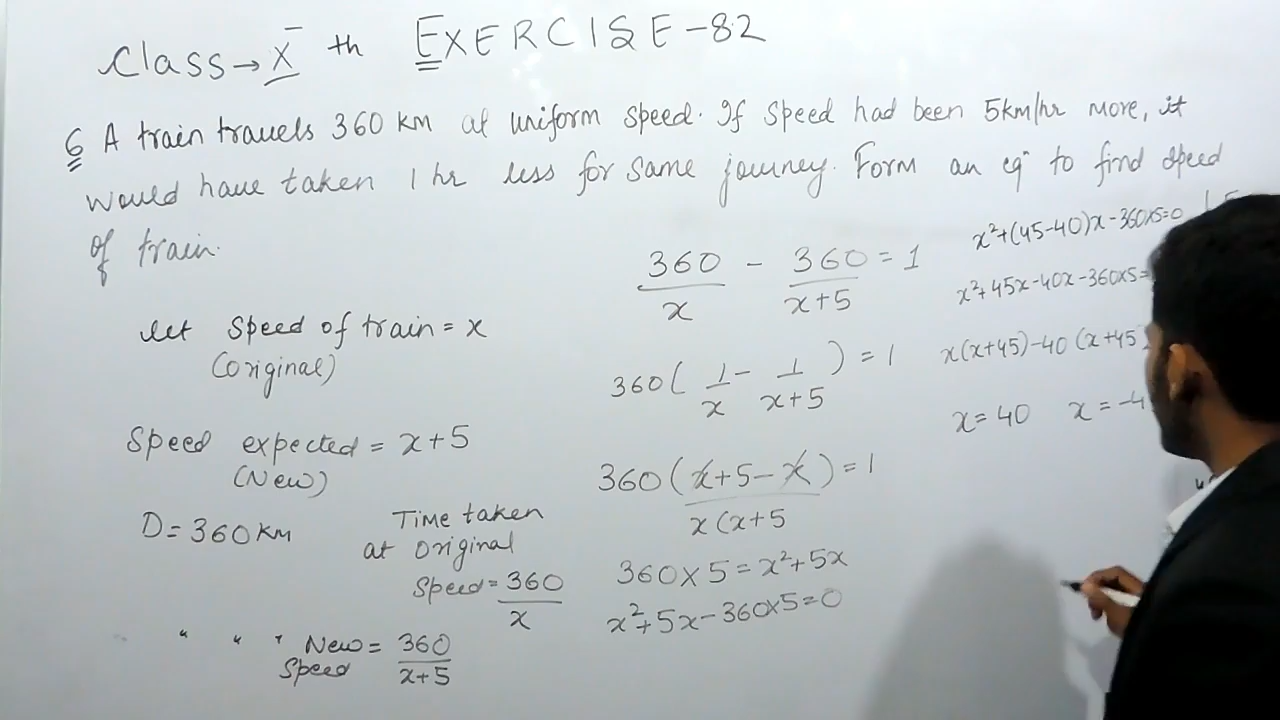 Class → X th EXERCISE-82
6 A train travels 360 KM at uniform speed. If speed had been 5km/hr more, it
would have taken 1 hr less for same journey. Form an eqⁿ to find speed
of train.
let speed of train = x
(original)
Speed expected = x+5
(New)
D = 360 KM
Time taken
at original
Speed = 360
x
" " " New = 360
Speed x+5
360 - 360 = 1
x x+5
360( 1 - 1 ) = 1
x x+5
360(x+5-x) = 1
x(x+5
360×5 = x²+5x
x²+5x-360×5=0
x²+(45-40)x-360×5=0
x²+45x-40x-360×5=
x(x+45)-40(x+45
x=40 x=-4